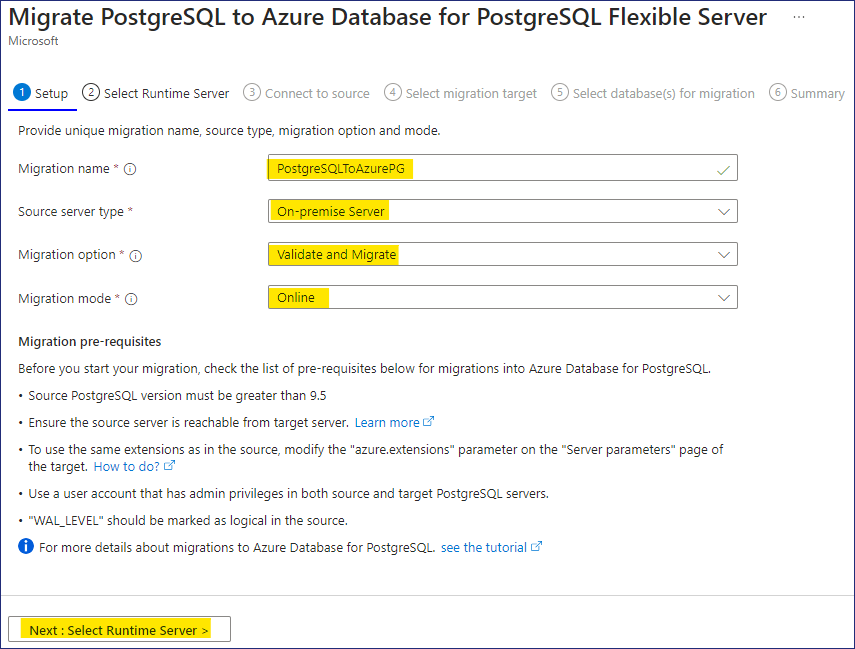 Migrate PostgreSQL to Azure Database for PostgreSQL Flexible Server ...
Microsoft
1 Setup 2 Select Runtime Server 3 Connect to source 4 Select migration target 5 Select database(s) for migration 6 Summary
Provide unique migration name, source type, migration option and mode.
Migration name * PostgreSQLToAzurePG
Source server type * On-premise Server
Migration option * Validate and Migrate
Migration mode * Online
Migration pre-requisites
Before you start your migration, check the list of pre-requisites below for migrations into Azure Database for PostgreSQL.
• Source PostgreSQL version must be greater than 9.5
• Ensure the source server is reachable from target server. Learn more
• To use the same extensions as in the source, modify the "azure.extensions" parameter on the "Server parameters" page of
the target. How to do?
• Use a user account that has admin privileges in both source and target PostgreSQL servers.
• "WAL_LEVEL" should be marked as logical in the source.
For more details about migrations to Azure Database for PostgreSQL. see the tutorial
Next : Select Runtime Server >